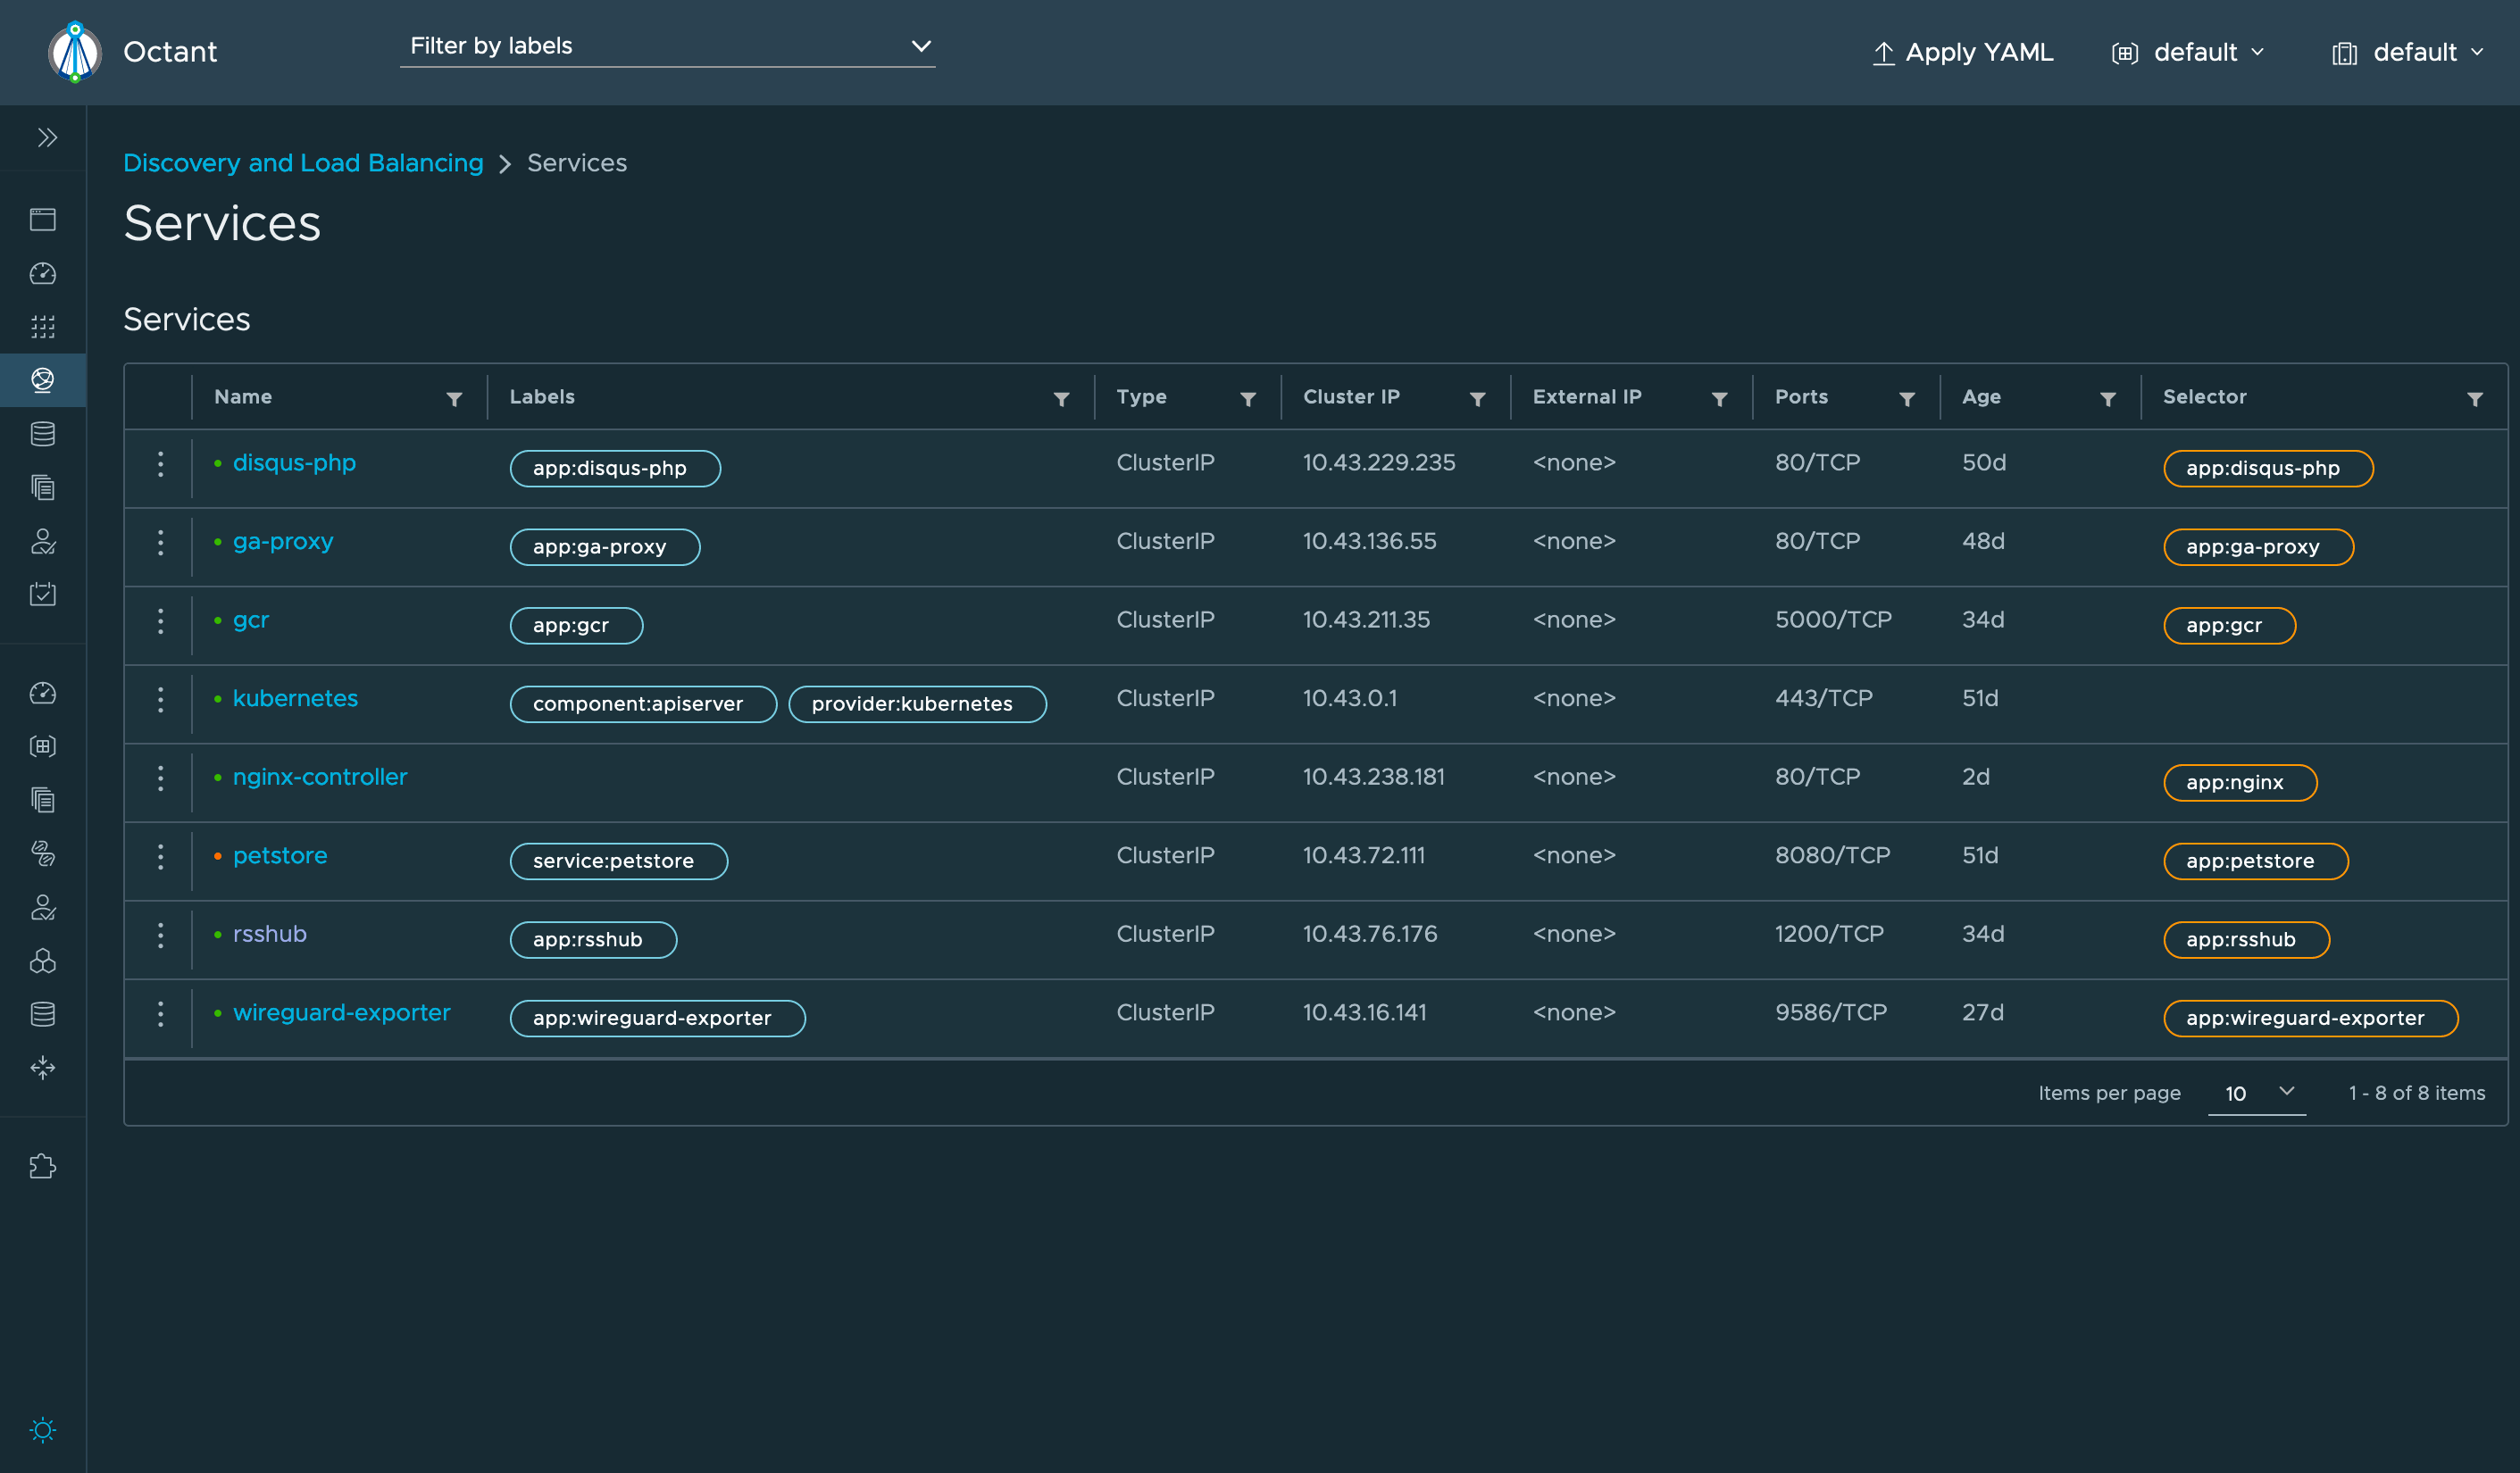 Octant
Filter by labels
Apply YAML
default
default
Discovery and Load Balancing Services
Services
Services
Name Labels Type Cluster IP External IP Ports Age Selector
disqus-php app:disqus-php ClusterIP 10.43.229.235 <none> 80/TCP 50d app:disqus-php
ga-proxy app:ga-proxy ClusterIP 10.43.136.55 <none> 80/TCP 48d app:ga-proxy
gcr app:gcr ClusterIP 10.43.211.35 <none> 5000/TCP 34d app:gcr
kubernetes component:apiserver provider:kubernetes ClusterIP 10.43.0.1 <none> 443/TCP 51d
nginx-controller ClusterIP 10.43.238.181 <none> 80/TCP 2d app:nginx
petstore service:petstore ClusterIP 10.43.72.111 <none> 8080/TCP 51d app:petstore
rsshub app:rsshub ClusterIP 10.43.76.176 <none> 1200/TCP 34d app:rsshub
wireguard-exporter app:wireguard-exporter ClusterIP 10.43.16.141 <none> 9586/TCP 27d app:wireguard-exporter
Items per page 10 1 - 8 of 8 items